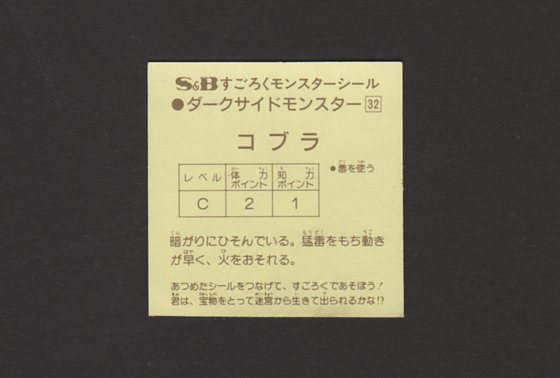 S&Bすごろくモンスターシール
●ダークサイドモンスター 32
コブラ
レベル 体力ポイント 知力ポイント
C 2 1
●毒を使う
暗がりにひそんでいる。猛毒をもち動き
が早く、火をおそれる。
あつめたシールをつなげて、すごろくであそぼう!
君は、宝物をとって迷宮から生きて出られるかな!?